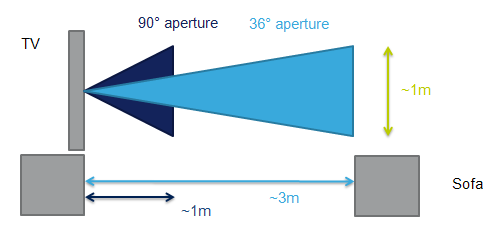 90° aperture
36° aperture
TV
~1m
Sofa
~3m
~1m